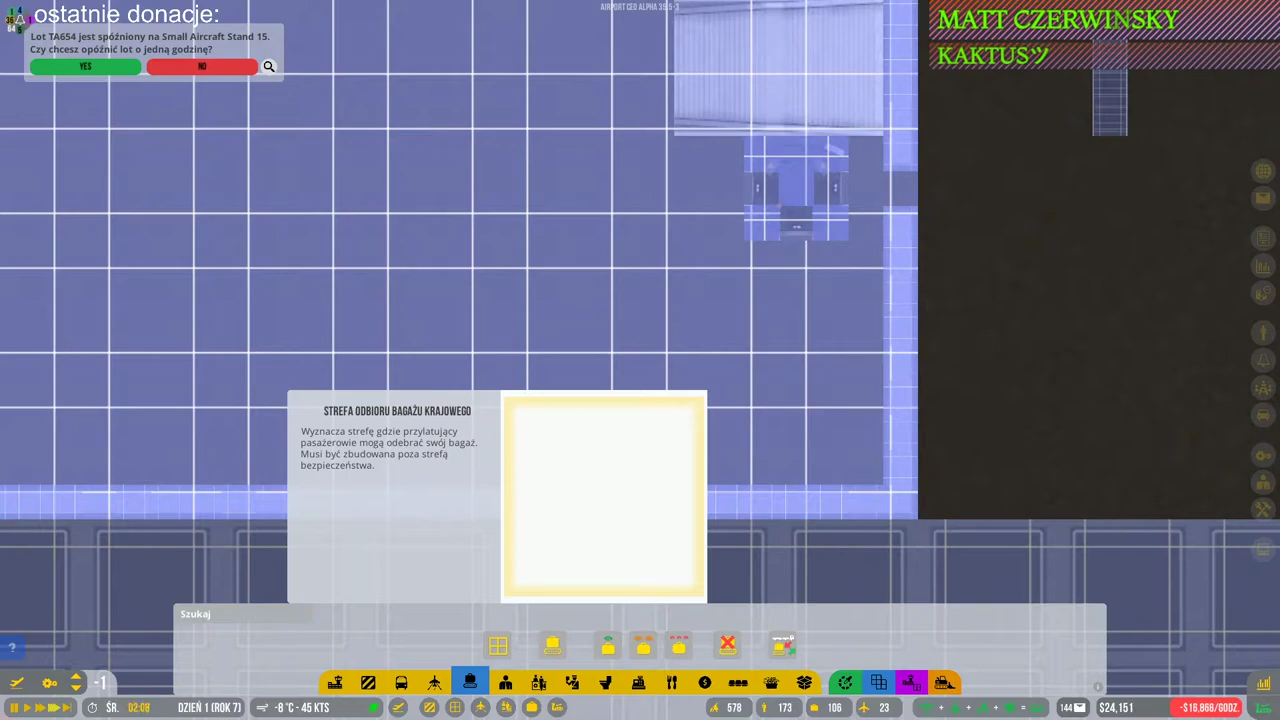 ostatnie donacje:
AIRPORT CEO ALPHA 35.5-3
MATT CZERWINSKY
KAKTUSツ
Lot TA654 jest spóźniony na Small Aircraft Stand 15.
Czy chcesz opóźnić lot o jedną godzinę?
YES
NO
STREFA ODBIORU BAGAŻU KRAJOWEGO
Wyznacza strefę gdzie przylatujący
pasażerowie mogą odebrać swój bagaż.
Musi być zbudowana poza strefą
bezpieczeństwa.
Szukaj
?
-1
ŚR. 02:08
DZIEŃ 1 (ROK 7)
-8 °C - 45 KTS
578
173
106
23
144
$24,151
-$16,868/GODZ.